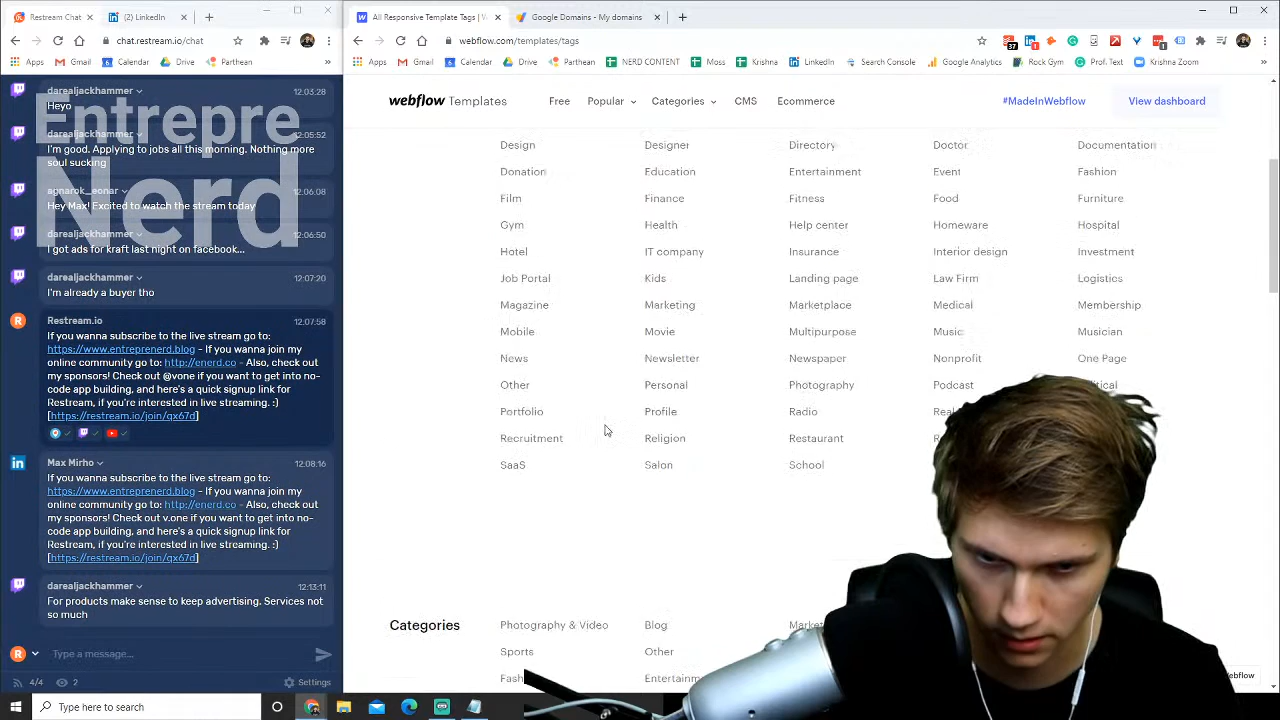 Restream Chat
(2) LinkedIn
All Responsive Template Tags | W
Google Domains - My domains
chat.restream.io/chat
webflow.com/templates/tags
37
1
1
Apps
Gmail
Calendar
Drive
Parthean
Apps
Gmail
Calendar
Drive
Parthean
NERD CONTENT
Moss
Krishna
LinkedIn
Search Console
Google Analytics
Rock Gym
Prof. Text
Krishna Zoom
Entrepre
Nerd
darealjackhammer
12:03:28
Heyo
darealjackhammer
12:05:52
I'm good. Applying to jobs all this morning. Nothing more
soul sucking
agnarok_eonar
12:06:08
Hey Max! Excited to watch the stream today
darealjackhammer
12:06:50
I got ads for kraft last night on facebook...
darealjackhammer
12:07:20
I'm already a buyer tho
Restream.io
12:07:58
If you wanna subscribe to the live stream go to:
https://www.entreprenerd.blog - If you wanna join my
online community go to: http://enerd.co - Also, check out
my sponsors! Check out @vone if you want to get into no-
code app building, and here's a quick signup link for
Restream, if you're interested in live streaming. :)
[https://restream.io/join/qx67d]
Max Mirho
12:08:16
If you wanna subscribe to the live stream go to:
https://www.entreprenerd.blog - If you wanna join my
online community go to: http://enerd.co - Also, check out
my sponsors! Check out v.one if you want to get into no-
code app building, and here's a quick signup link for
Restream, if you're interested in live streaming. :)
[https://restream.io/join/qx67d]
darealjackhammer
12:13:11
For products make sense to keep advertising. Services not
so much
Type a message...
4/4
2
Settings
webflow Templates
Free
Popular
Categories
CMS
Ecommerce
#MadeInWebflow
View dashboard
Design
Designer
Directory
Doctor
Documentation
Donation
Education
Entertainment
Event
Fashion
Film
Finance
Fitness
Food
Furniture
Gym
Health
Help center
Homeware
Hospital
Hotel
IT company
Insurance
Interior design
Investment
Job Portal
Kids
Landing page
Law Firm
Logistics
Magazine
Marketing
Marketplace
Medical
Membership
Mobile
Movie
Multipurpose
Music
Musician
News
Newsletter
Newspaper
Nonprofit
One Page
Other
Personal
Photography
Podcast
Portfolio
Profile
Radio
Recruitment
Religion
Restaurant
SaaS
Salon
School
Categories
Photography & Video
Blog
Sports
Other
Type here to search